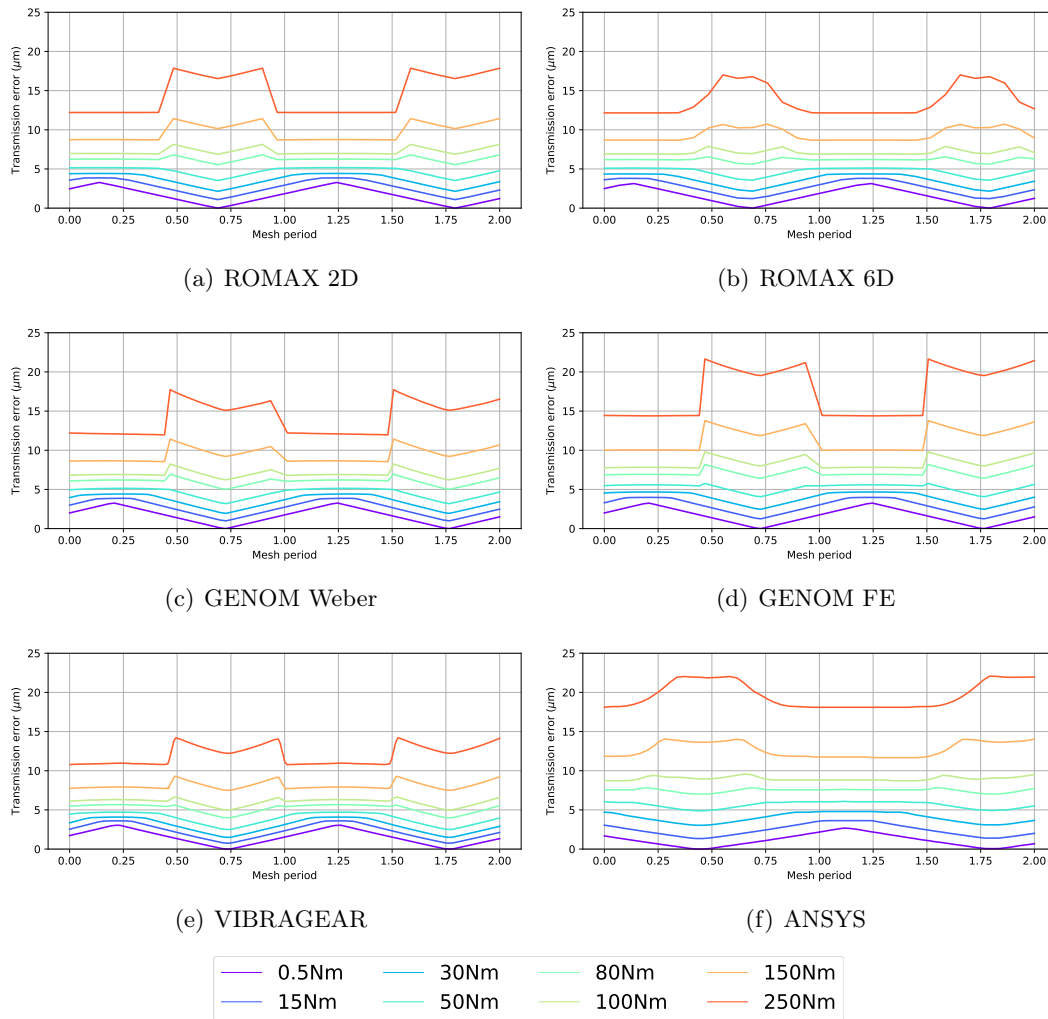 25
20
15
10
5
0
Transmission error (μm)
0.00 0.25 0.50 0.75 1.00 1.25 1.50 1.75 2.00
Mesh period
(a) ROMAX 2D
25
20
15
10
5
0
Transmission error (μm)
0.00 0.25 0.50 0.75 1.00 1.25 1.50 1.75 2.00
Mesh period
(b) ROMAX 6D
25
20
15
10
5
0
Transmission error (μm)
0.00 0.25 0.50 0.75 1.00 1.25 1.50 1.75 2.00
Mesh period
(c) GENOM Weber
25
20
15
10
5
0
Transmission error (μm)
0.00 0.25 0.50 0.75 1.00 1.25 1.50 1.75 2.00
Mesh period
(d) GENOM FE
25
20
15
10
5
0
Transmission error (μm)
0.00 0.25 0.50 0.75 1.00 1.25 1.50 1.75 2.00
Mesh period
(e) VIBRAGEAR
25
20
15
10
5
0
Transmission error (μm)
0.00 0.25 0.50 0.75 1.00 1.25 1.50 1.75 2.00
Mesh period
(f) ANSYS
0.5Nm 30Nm 80Nm 150Nm
15Nm 50Nm 100Nm 250Nm